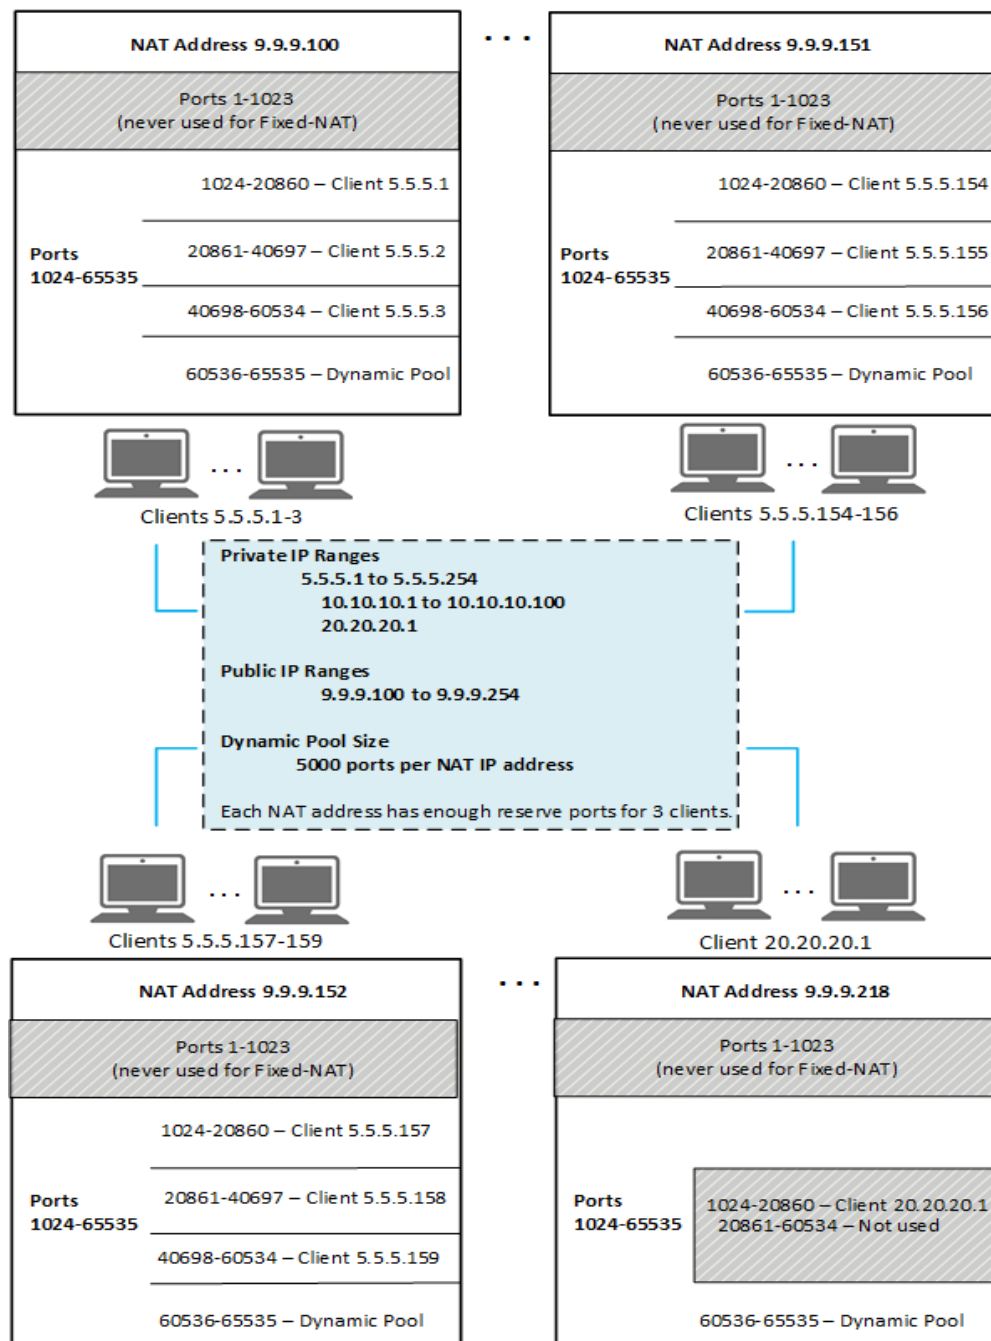 NAT Address 9.9.9.100
Ports 1-1023
(never used for Fixed-NAT)
Ports
1024-65535
1024-20860 – Client 5.5.5.1
20861-40697 – Client 5.5.5.2
40698-60534 – Client 5.5.5.3
60536-65535 – Dynamic Pool
Clients 5.5.5.1-3
...
NAT Address 9.9.9.151
Ports 1-1023
(never used for Fixed-NAT)
Ports
1024-65535
1024-20860 – Client 5.5.5.154
20861-40697 – Client 5.5.5.155
40698-60534 – Client 5.5.5.156
60536-65535 – Dynamic Pool
Clients 5.5.5.154-156
Private IP Ranges
5.5.5.1 to 5.5.5.254
10.10.10.1 to 10.10.10.100
20.20.20.1
Public IP Ranges
9.9.9.100 to 9.9.9.254
Dynamic Pool Size
5000 ports per NAT IP address
Each NAT address has enough reserve ports for 3 clients.
Clients 5.5.5.157-159
NAT Address 9.9.9.152
Ports 1-1023
(never used for Fixed-NAT)
Ports
1024-65535
1024-20860 – Client 5.5.5.157
20861-40697 – Client 5.5.5.158
40698-60534 – Client 5.5.5.159
60536-65535 – Dynamic Pool
...
Client 20.20.20.1
NAT Address 9.9.9.218
Ports 1-1023
(never used for Fixed-NAT)
Ports
1024-65535
1024-20860 – Client 20.20.20.1
20861-60534 – Not used
60536-65535 – Dynamic Pool